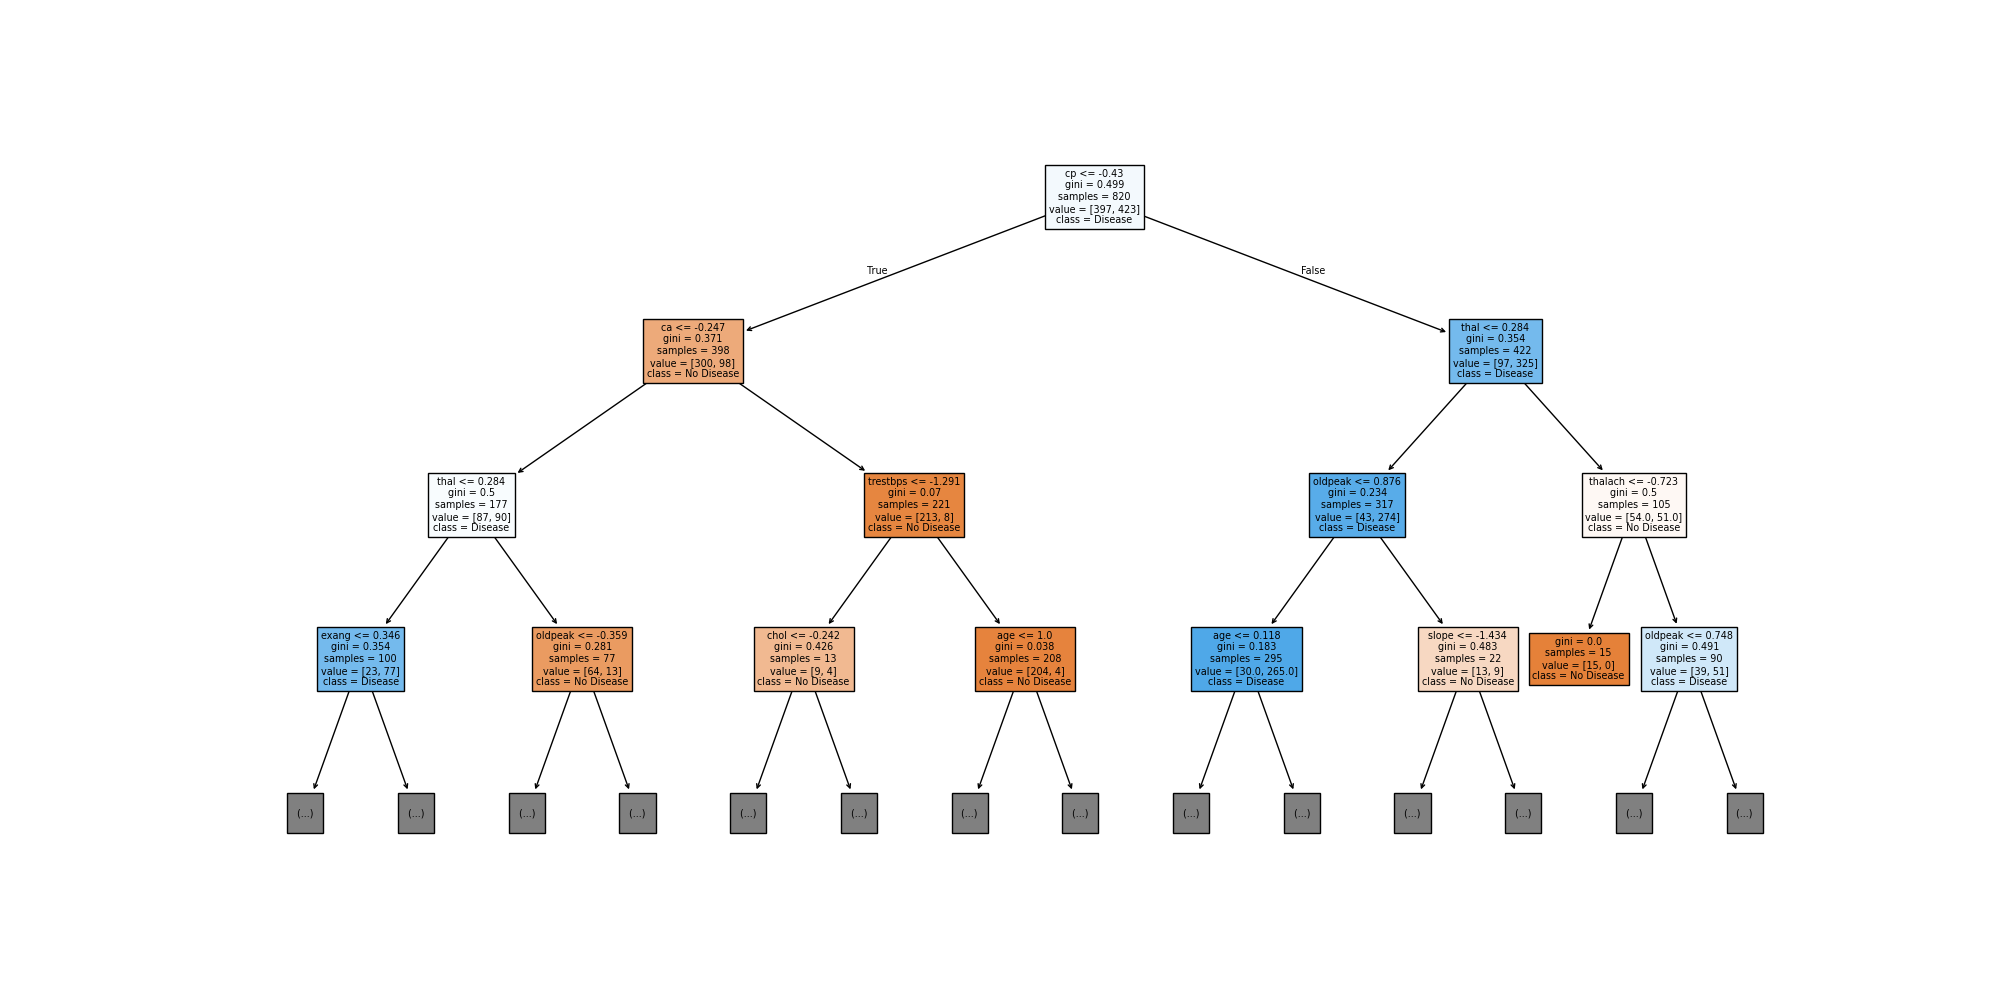 cp <= -0.43
gini = 0.499
samples = 820
value = [397, 423]
class = Disease
True
False
ca <= -0.247
gini = 0.371
samples = 398
value = [300, 98]
class = No Disease
thal <= 0.284
gini = 0.354
samples = 422
value = [97, 325]
class = Disease
thal <= 0.284
gini = 0.5
samples = 177
value = [87, 90]
class = Disease
trestbps <= -1.291
gini = 0.07
samples = 221
value = [213, 8]
class = No Disease
oldpeak <= 0.876
gini = 0.234
samples = 317
value = [43, 274]
class = Disease
thalach <= -0.723
gini = 0.5
samples = 105
value = [54.0, 51.0]
class = No Disease
exang <= 0.346
gini = 0.354
samples = 100
value = [23, 77]
class = Disease
oldpeak <= -0.359
gini = 0.281
samples = 77
value = [64, 13]
class = No Disease
chol <= -0.242
gini = 0.426
samples = 13
value = [9, 4]
class = No Disease
age <= 1.0
gini = 0.038
samples = 208
value = [204, 4]
class = No Disease
age <= 0.118
gini = 0.183
samples = 295
value = [30.0, 265.0]
class = Disease
slope <= -1.434
gini = 0.483
samples = 22
value = [13, 9]
class = No Disease
gini = 0.0
samples = 15
value = [15, 0]
class = No Disease
oldpeak <= 0.748
gini = 0.491
samples = 90
value = [39, 51]
class = Disease
(...)
(...)
(...)
(...)
(...)
(...)
(...)
(...)
(...)
(...)
(...)
(...)
(...)
(...)